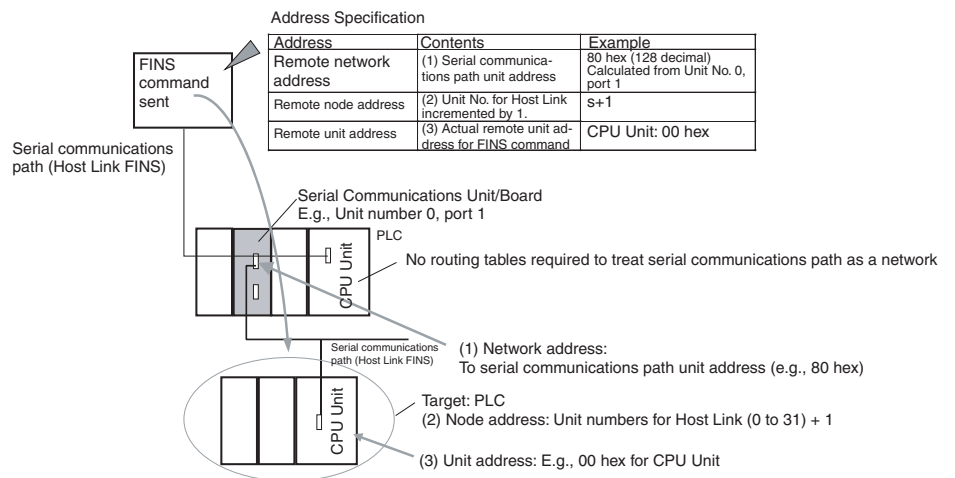 Address Specification
Address Contents Example
Remote network address (1) Serial communica-tions path unit address 80 hex (128 decimal) Calculated from Unit No. 0, port 1
Remote node address (2) Unit No. for Host Link incremented by 1. s+1
Remote unit address (3) Actual remote unit ad-dress for FINS command CPU Unit: 00 hex
FINS
command
sent
Serial communications
path (Host Link FINS)
Serial Communications Unit/Board
E.g., Unit number 0, port 1
PLC
CPU Unit
No routing tables required to treat serial communications path as a network
Serial communications
path (Host Link FINS)
(1) Network address:
To serial communications path unit address (e.g., 80 hex)
CPU Unit
Target: PLC
(2) Node address: Unit numbers for Host Link (0 to 31) + 1
(3) Unit address: E.g., 00 hex for CPU Unit